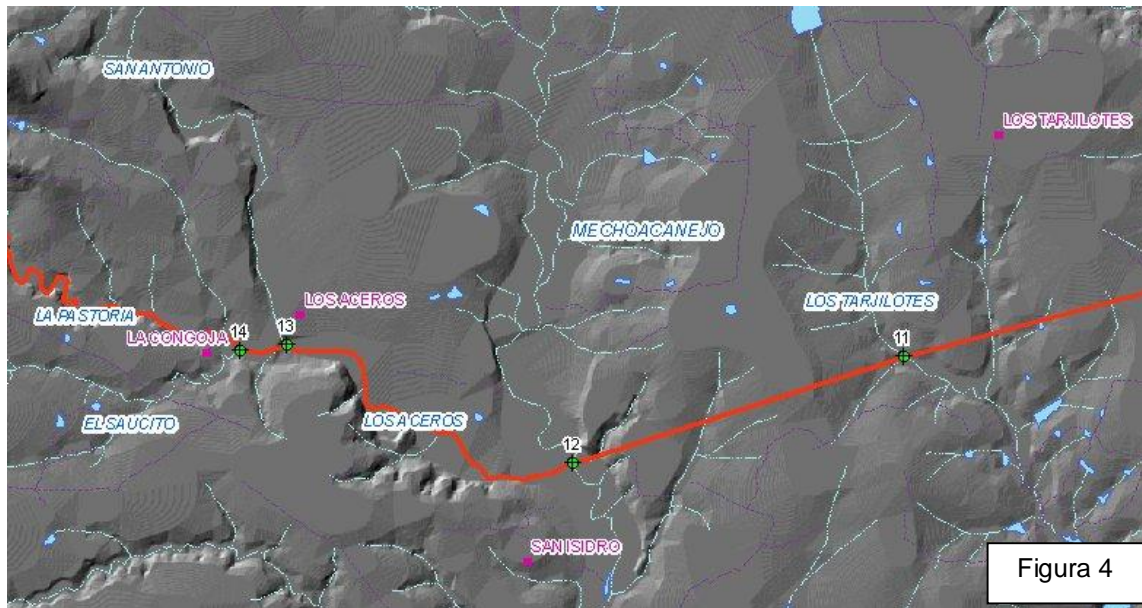 SAN ANTONIO
LOS TARJILOTES
MECHOACANEJO
LOS ACEROS
LOS TARJILOTES
LA PASTORIA
14
13
LA CONGOJA
11
EL SAUCITO
LOS ACEROS
12
SAN ISIDRO
Figura 4